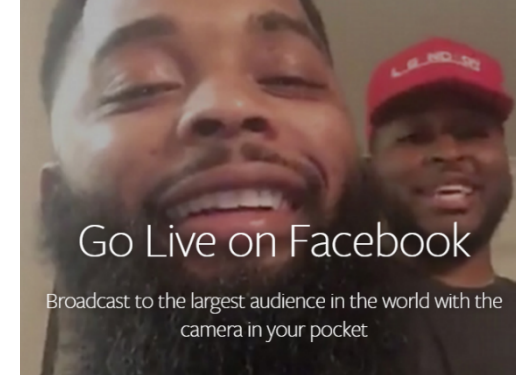 Go Live on Facebook
Broadcast to the largest audience in the world with the
camera in your pocket